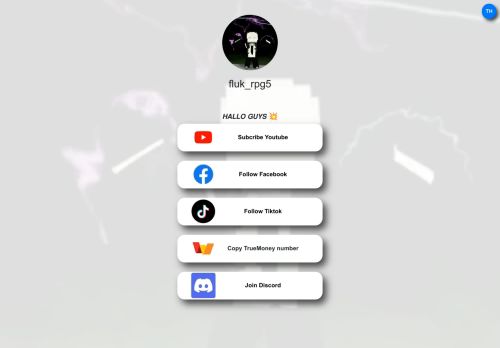 TH
fluk_rpg5
HALLO GUYS 💥
Subcribe Youtube
Follow Facebook
Follow Tiktok
Copy TrueMoney number
Join Discord